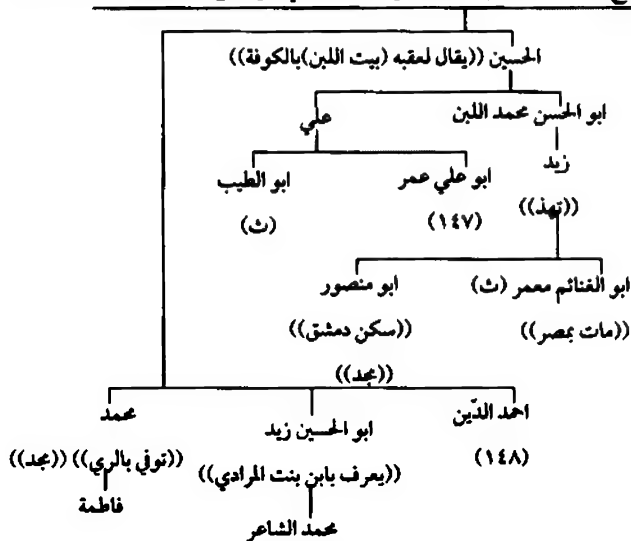 الحسين ((يقال لعقبه (بيت اللبن)بالكوفة))
ابو الحسن محمد اللبن علي
زيد ابو علي عمر ابو الطيب
((تهذ)) (١٤٧) (ث)
ابو الغنائم معمر (ث) ابو منصور
((مات بمصر)) ((سكن دمشق))
((مجد))
احمد الدّين ابو الحسين زيد محمد
(١٤٨) ((يعرف بابن بنت المرادي)) ((توفي بالري)) ((مجد))
محمد الشاعر فاطمة